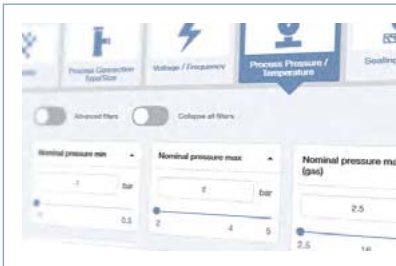 Process Connection
Type/Size
Voltage / Frequency
Process Pressure /
Temperature
Sealing
Advanced filters
Collapse all filters
Nominal pressure min
Nominal pressure max
Nominal pressure ma
(gas)
-1
bar
2
bar
2.5
-1
0.5
2
4
5
2.5
16